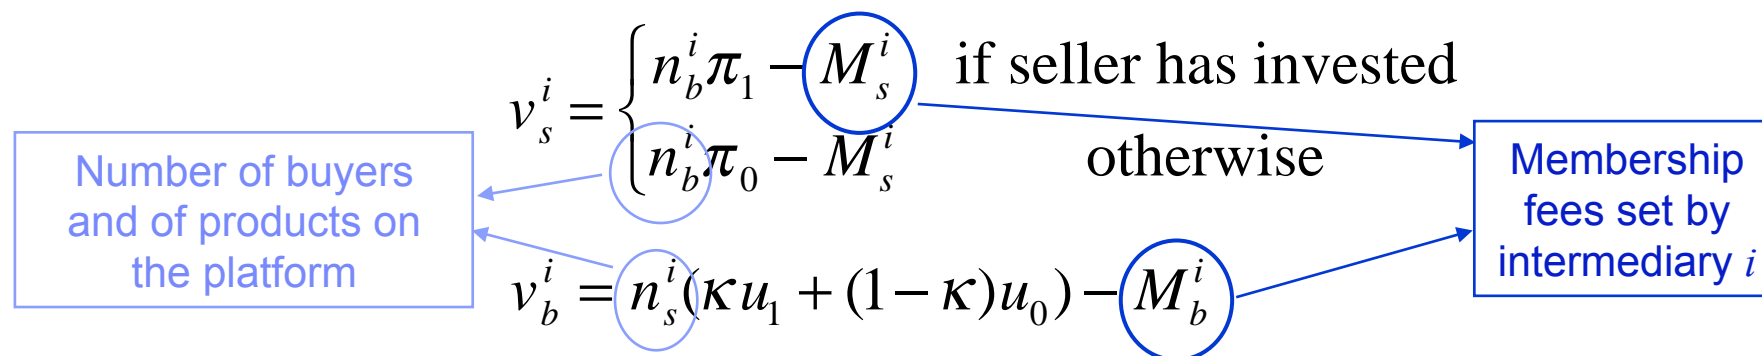 v_s^i = { n_b^i π_1 − M_s^i if seller has invested
n_b^i π_0 − M_s^i otherwise
Number of buyers
and of products on
the platform
Membership
fees set by
intermediary i
v_b^i = n_s^i(κu_1 + (1 − κ)u_0) − M_b^i